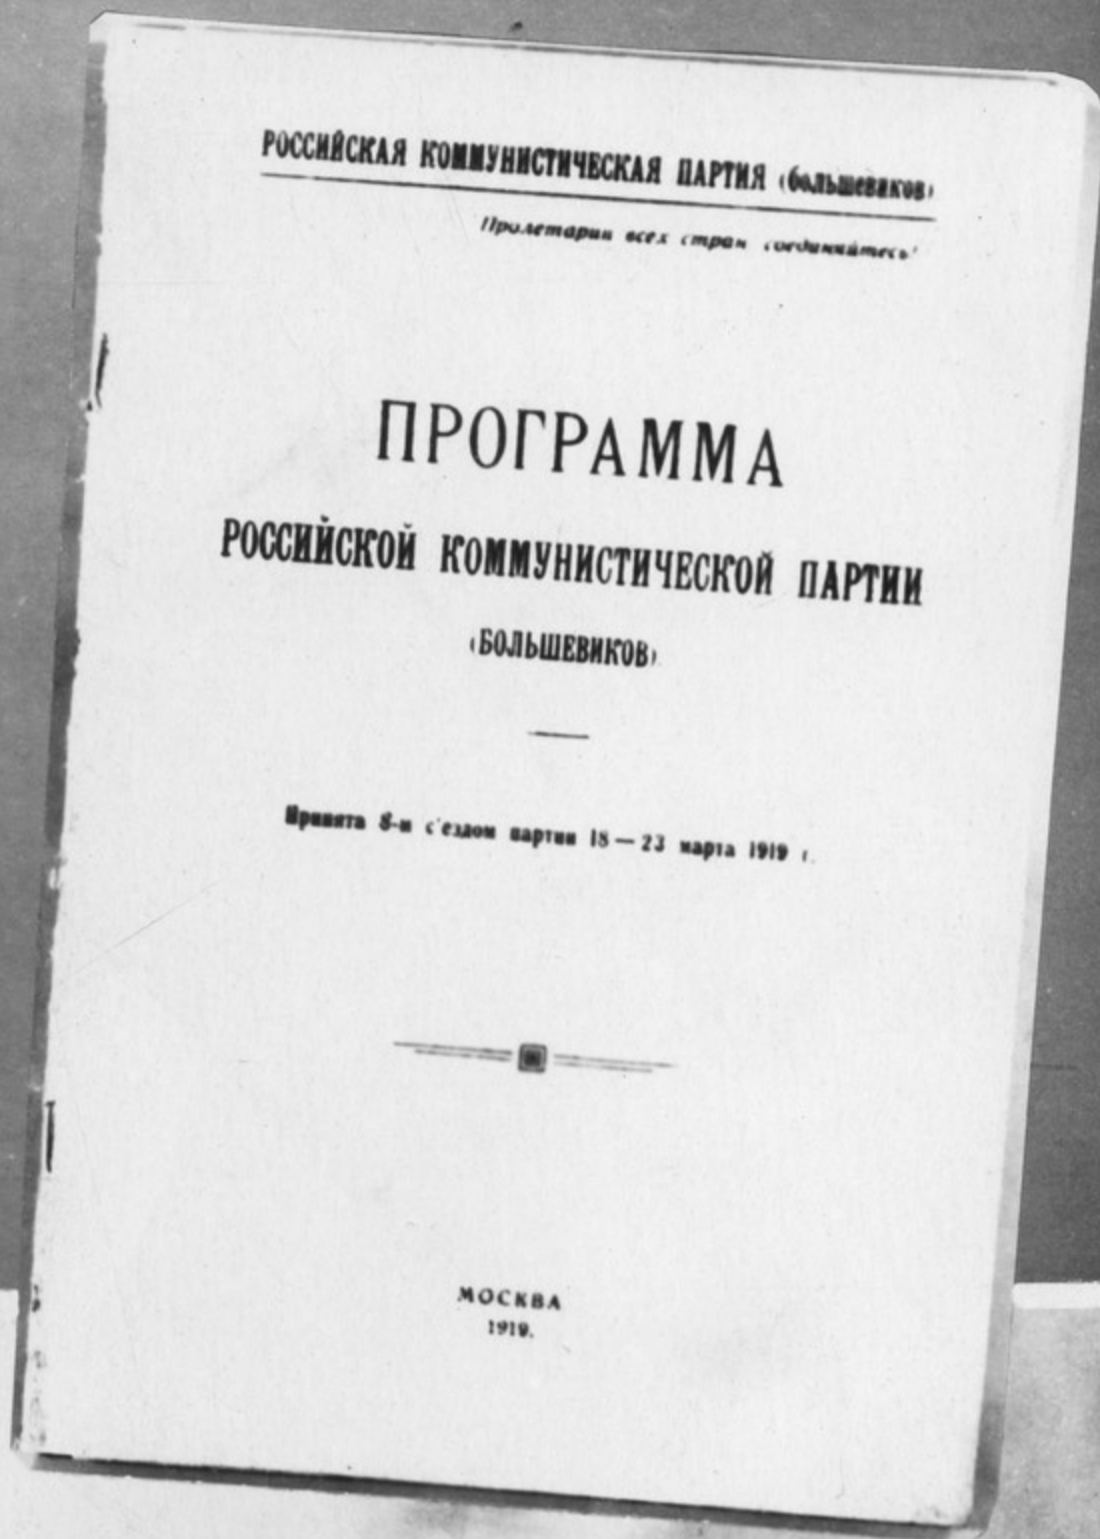 РОССИЙСКАЯ КОММУНИСТИЧЕСКАЯ ПАРТИЯ (большевиков)
Пролетарии всех стран соединяйтесь!
ПРОГРАММА
РОССИЙСКОЙ КОММУНИСТИЧЕСКОЙ ПАРТИИ
(БОЛЬШЕВИКОВ)
Принята 8-м с'ездом партии 18—23 марта 1919 г.
МОСКВА
1919.